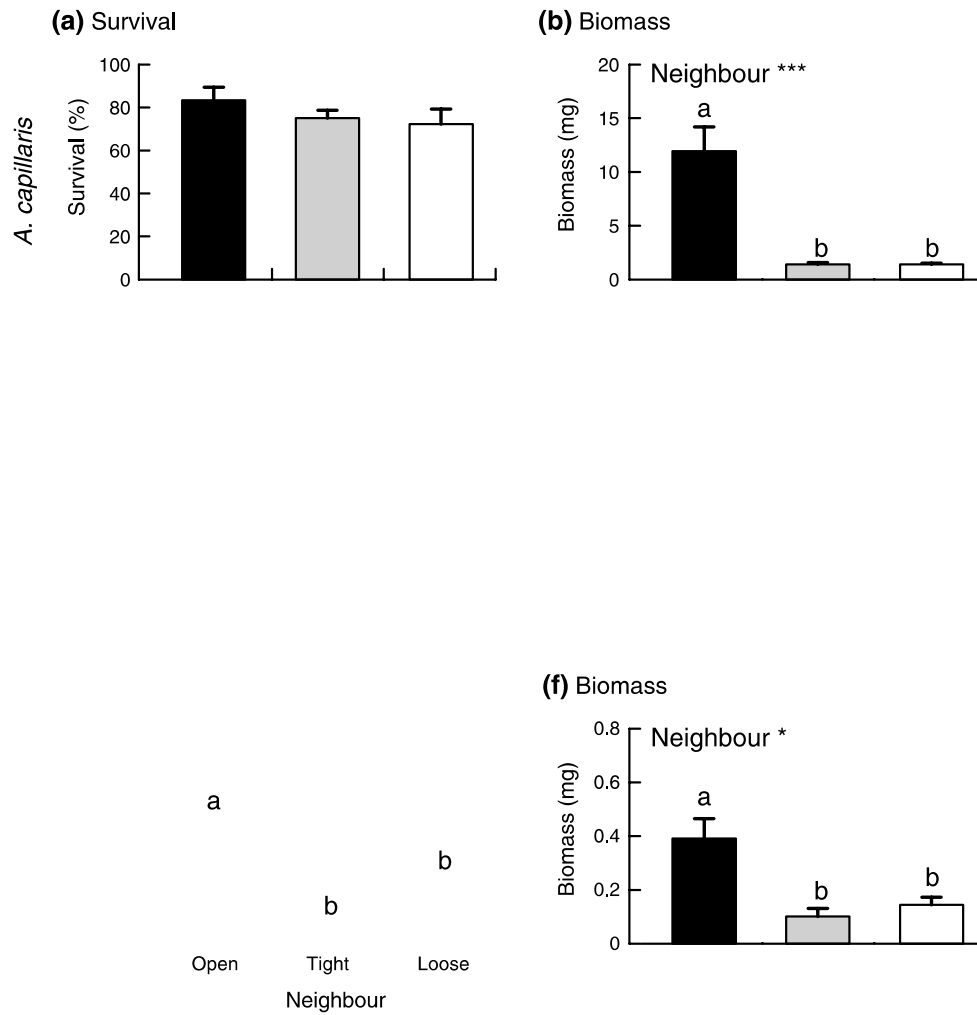 (a) Survival
100
80
60
40
20
0
Survival (%)
A. capillaris
(b) Biomass
20
15
10
5
0
Biomass (mg)
Neighbour ***
a
b
b
a
b
b
Open
Tight
Loose
Neighbour
(f) Biomass
0.8
0.6
0.4
0.2
0
Biomass (mg)
Neighbour *
a
b
b